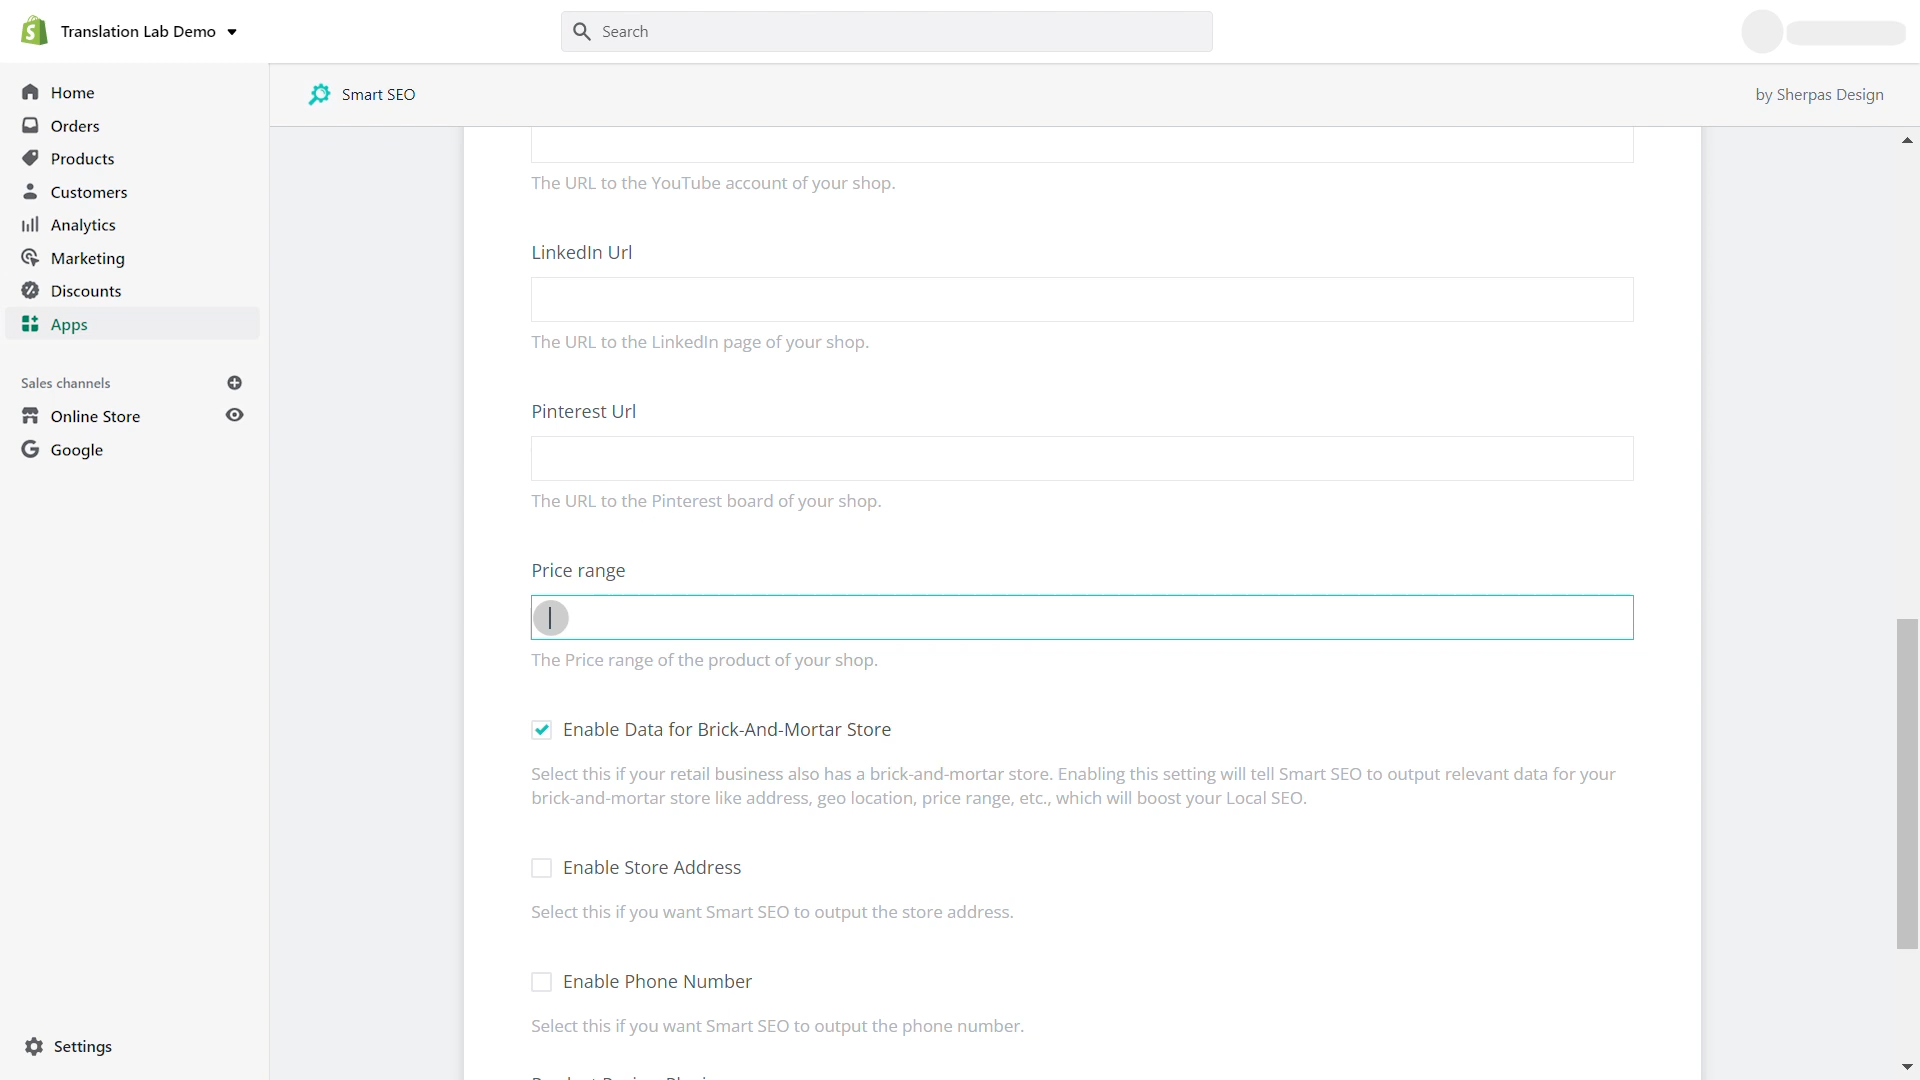 Translation Lab Demo
Search
Home
Orders
Products
Customers
Analytics
Marketing
Discounts
Apps
Sales channels
Online Store
Google
Settings
Smart SEO
by Sherpas Design
The URL to the YouTube account of your shop.
LinkedIn Url
The URL to the LinkedIn page of your shop.
Pinterest Url
The URL to the Pinterest board of your shop.
Price range
The Price range of the product of your shop.
Enable Data for Brick-And-Mortar Store
Select this if your retail business also has a brick-and-mortar store. Enabling this setting will tell Smart SEO to output relevant data for your
brick-and-mortar store like address, geo location, price range, etc., which will boost your Local SEO.
Enable Store Address
Select this if you want Smart SEO to output the store address.
Enable Phone Number
Select this if you want Smart SEO to output the phone number.